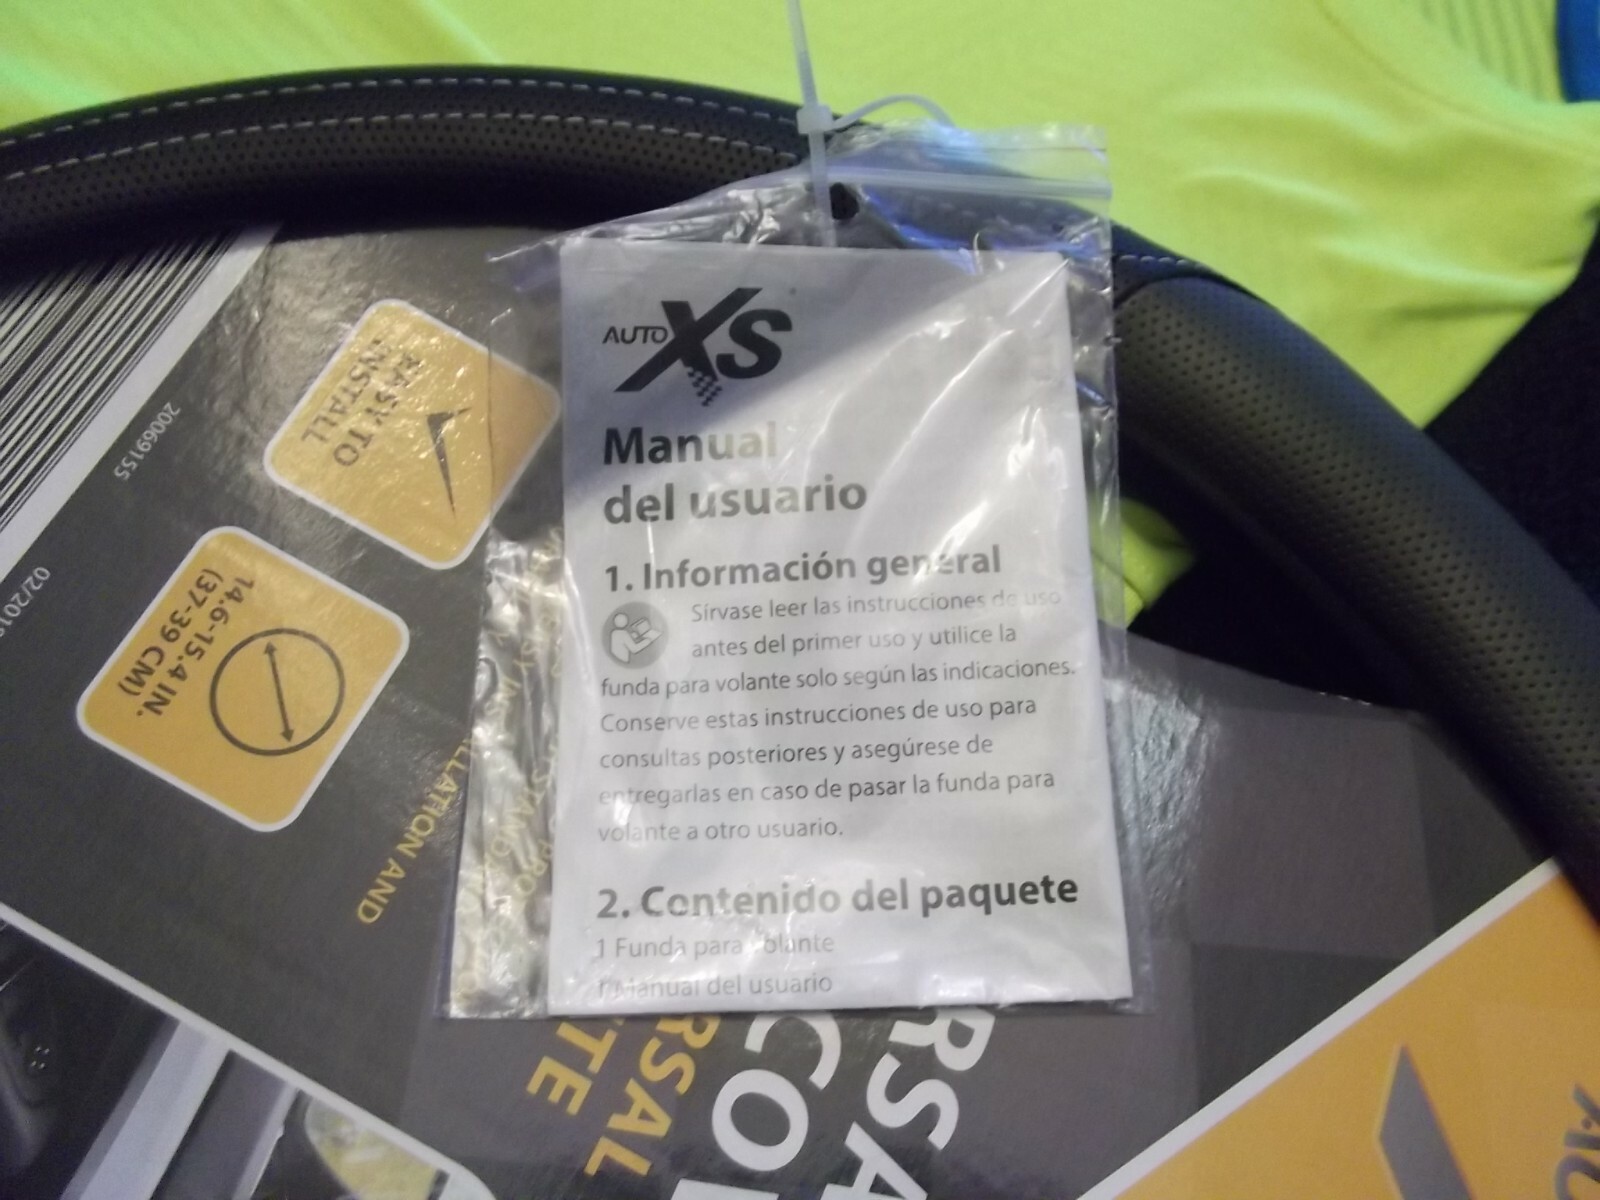 AUTO XS
Manual
del usuario
1. Información general
Sírvase leer las instrucciones de uso
antes del primer uso y utilice la
funda para volante solo según las indicaciones.
Conserve estas instrucciones de uso para
consultas posteriores y asegúrese de
entregarlas en caso de pasar la funda para
volante a otro usuario.
2. Contenido del paquete
1 Funda para volante
1 Manual del usuario
20069155
EASY TO
INSTALL
14.6-15.4 IN.
(37-39 CM)
AND